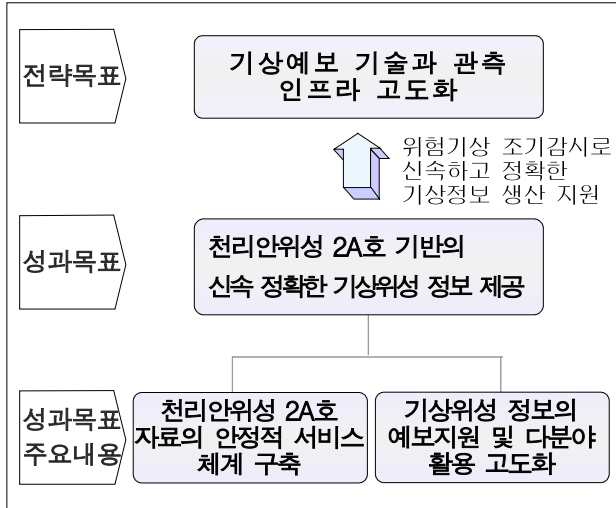 전략목표
기상예보 기술과 관측
인프라 고도화
위험기상 조기감시로
신속하고 정확한
기상정보 생산 지원
성과목표
천리안위성 2A호 기반의
신속 정확한 기상위성 정보 제공
성과목표
주요내용
천리안위성 2A호
자료의 안정적 서비스
체계 구축
기상위성 정보의
예보지원 및 다분야
활용 고도화